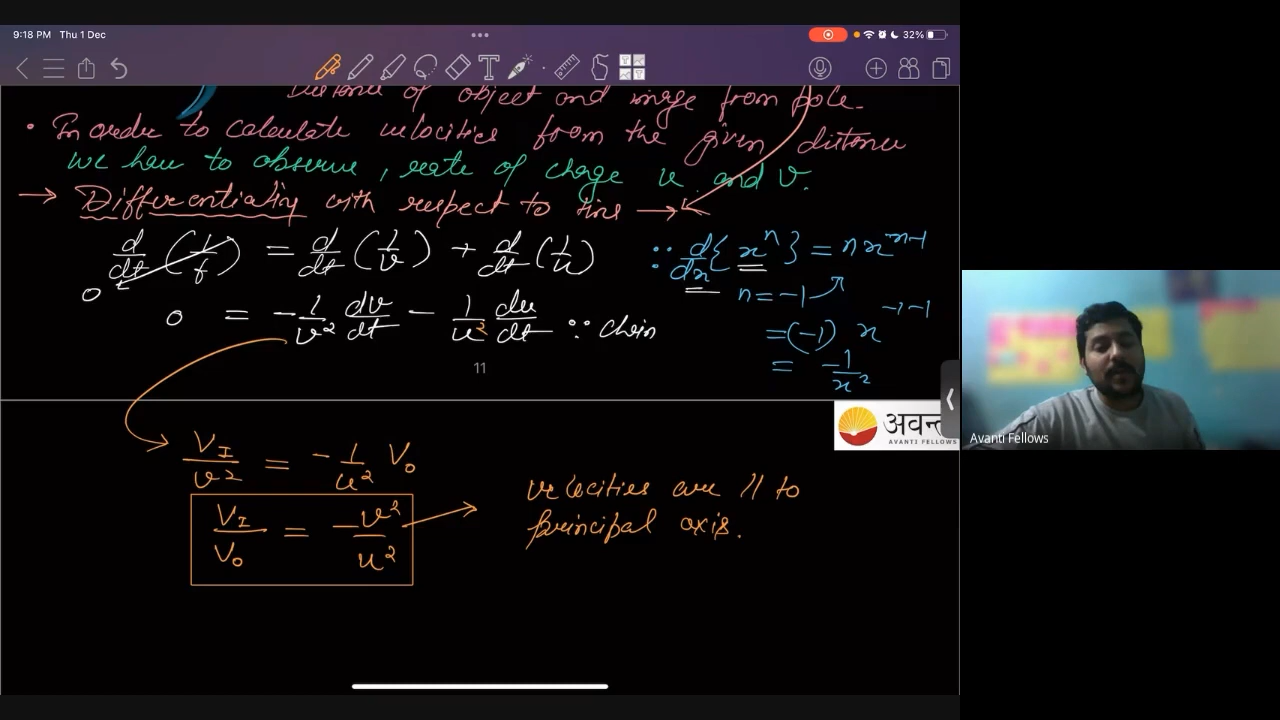 9:18 PM Thu 1 Dec
32%
Distance of object and image from pole.
• In order to calculate velocities from the given distance
we have to observe, rate of change u and v.
→ Differentiating with respect to time →
d/dt (1/f) = d/dt (1/v) + d/dt (1/u)
0
∵ d/dx { x^n } = n x^n-1
n = -1
0 = -1/v² dv/dt - 1/u² du/dt ∵ chain
= (-1) x^-1-1
= -1/x²
11
अवन्
AVANTI FELLOWS
Avanti Fellows
V_I/v² = -1/u² V_o
V_I/V_o = -v²/u²
velocities are || to
principal axis.